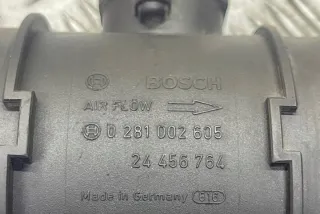 BOSCH
AIR FLOW
0 281 002 605
24 456 764
Made in Germany